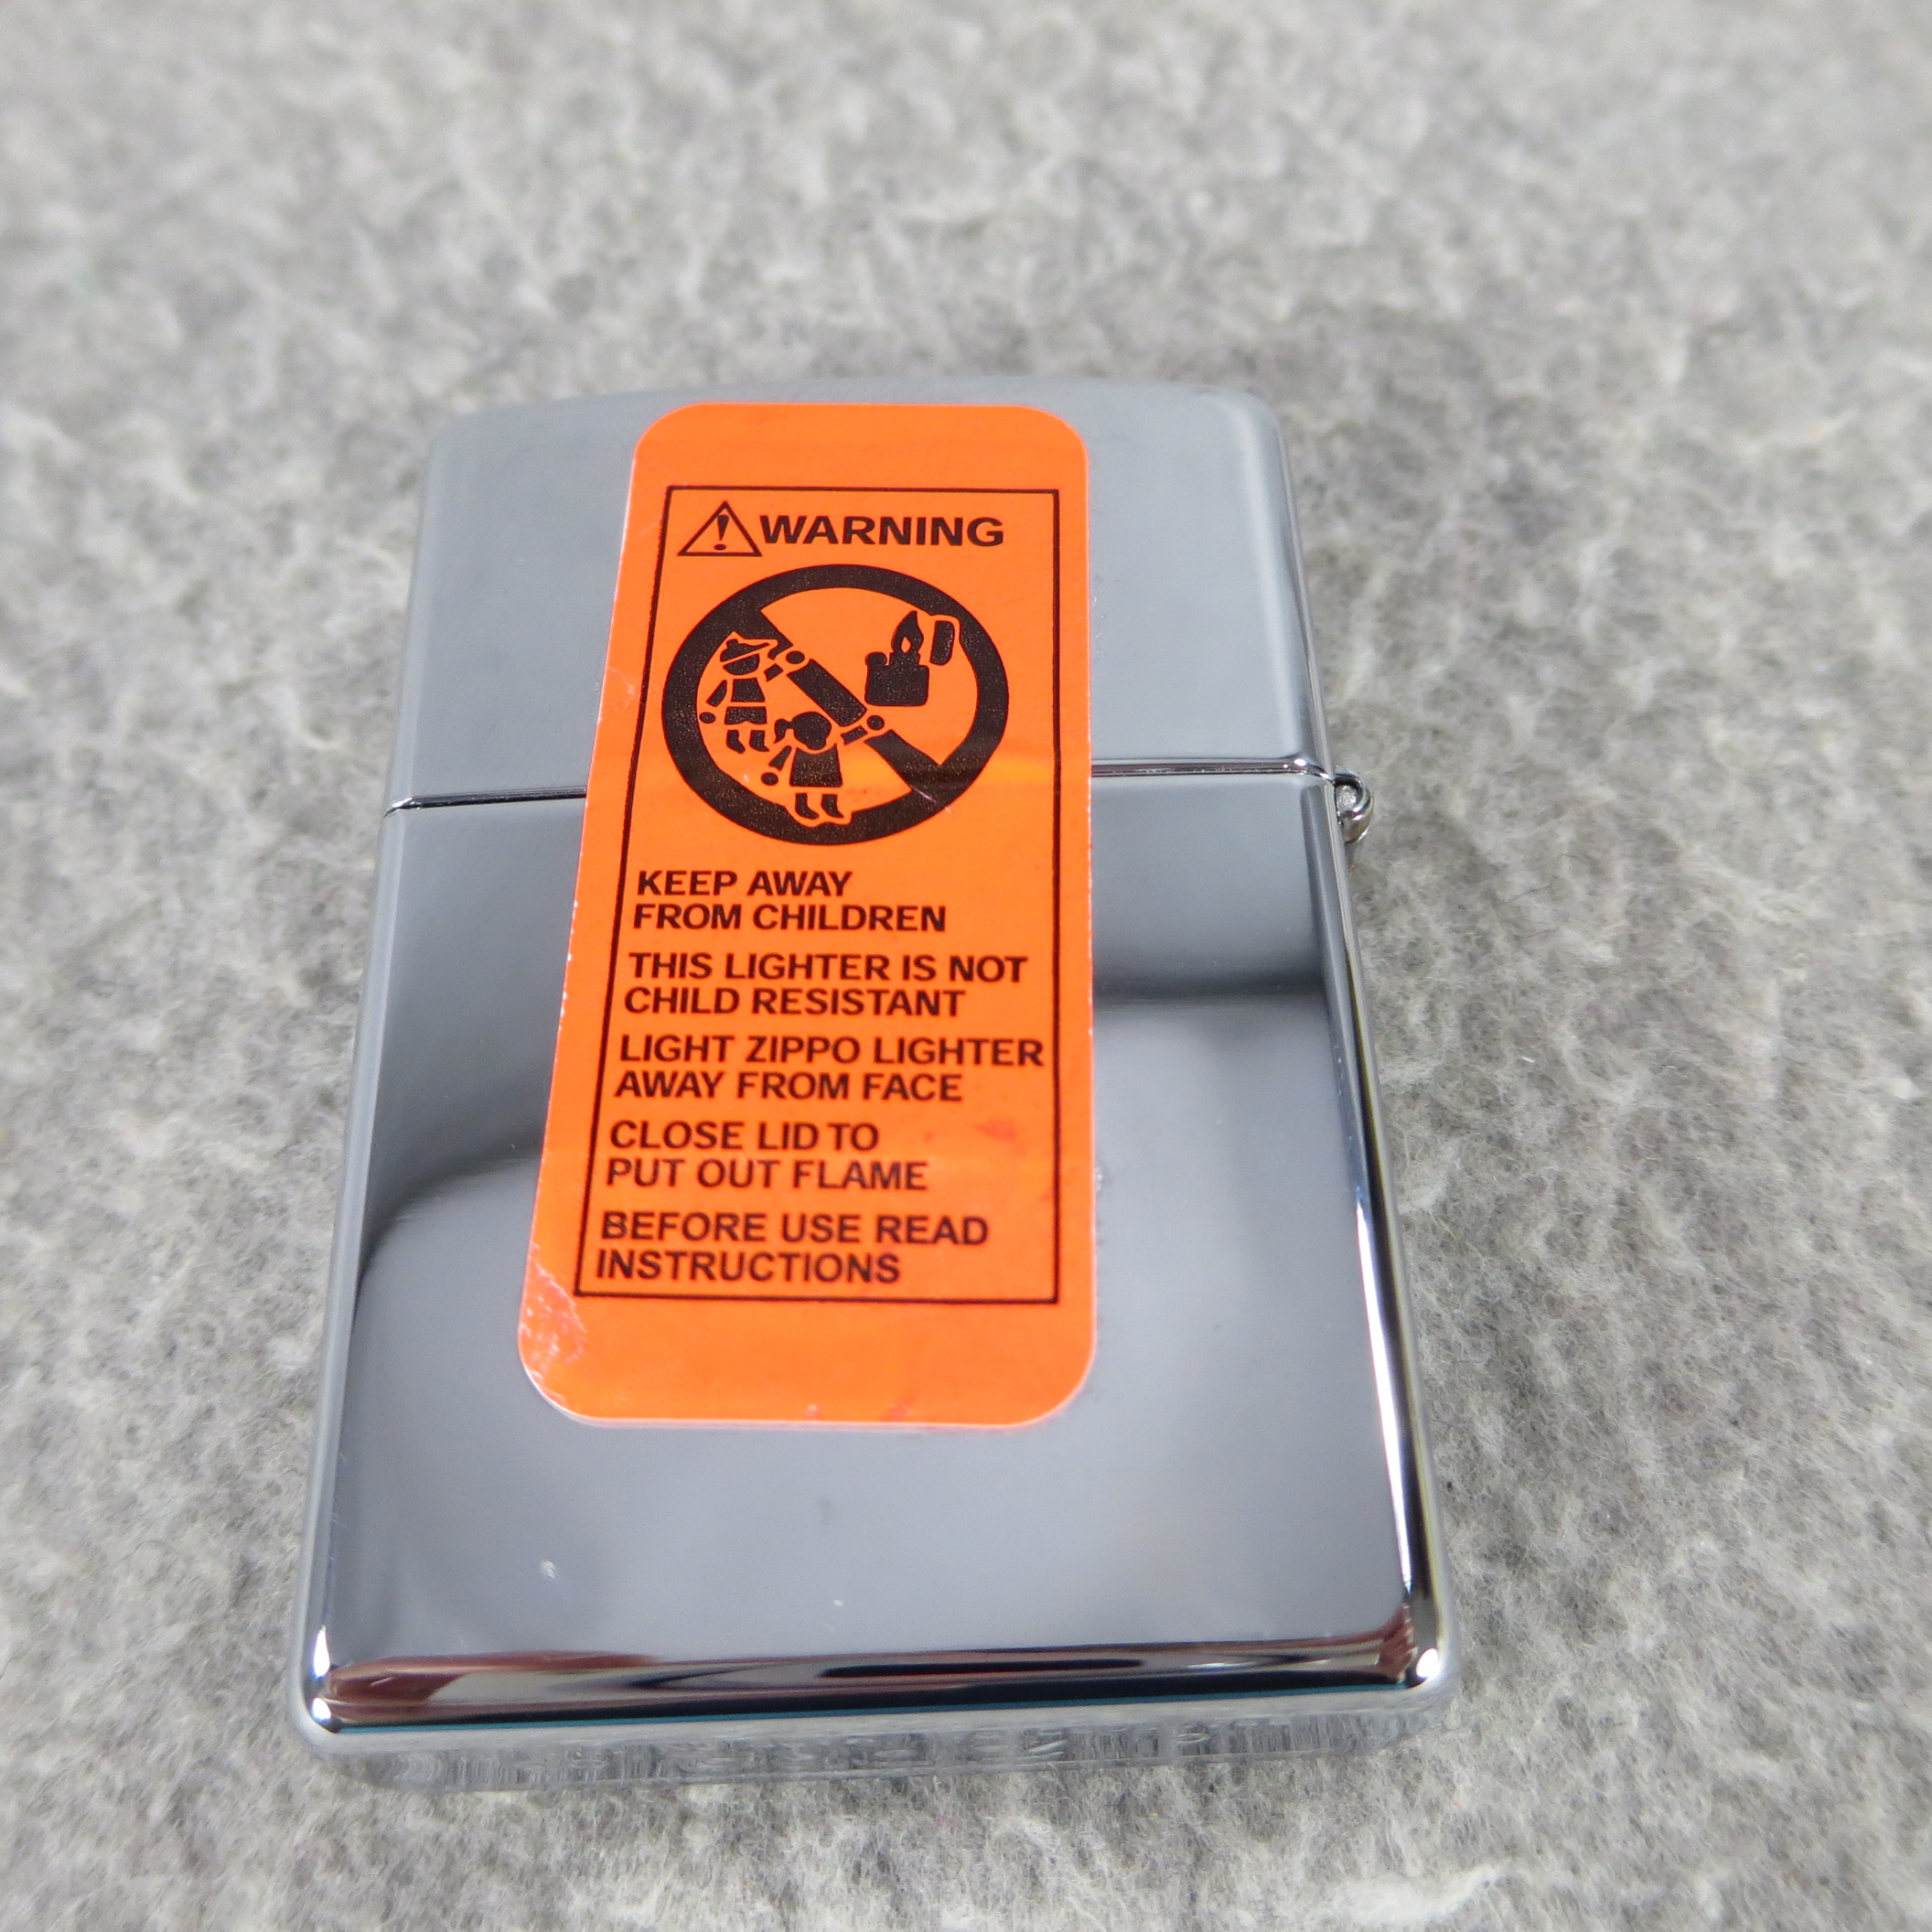 WARNING
KEEP AWAY
FROM CHILDREN
THIS LIGHTER IS NOT
CHILD RESISTANT
LIGHT ZIPPO LIGHTER
AWAY FROM FACE
CLOSE LID TO
PUT OUT FLAME
BEFORE USE READ
INSTRUCTIONS